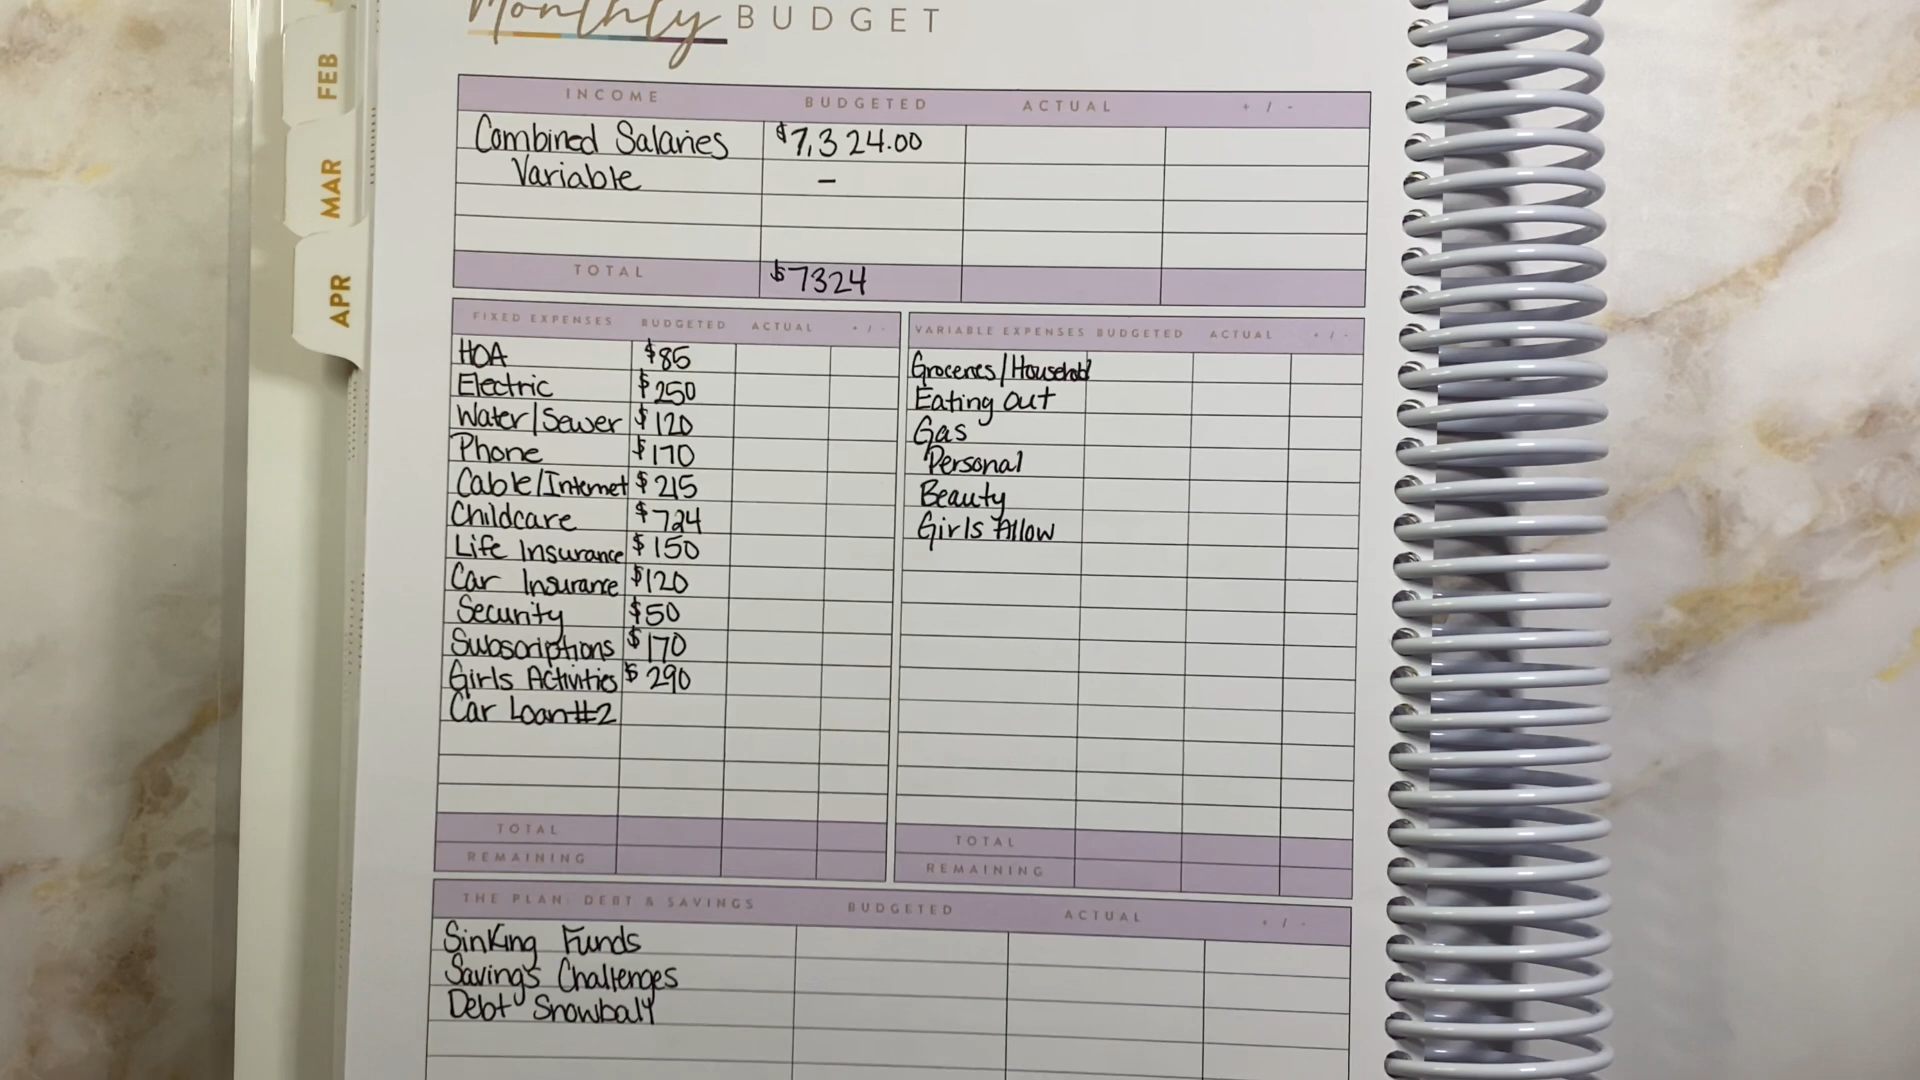 Monthly BUDGET
FEB
MAR
APR
INCOME BUDGETED ACTUAL + / -
Combined Salaries $7,324.00
Variable –
TOTAL $7324
FIXED EXPENSES BUDGETED ACTUAL + / -
HOA $85
Electric $250
Water/Sewer $120
Phone $170
Cable/Internet $215
Childcare $724
Life Insurance $150
Car Insurance $120
Security $50
Subscriptions $170
Girls Activities $290
Car Loan #2
TOTAL
REMAINING
VARIABLE EXPENSES BUDGETED ACTUAL + / -
Groceries/Household
Eating Out
Gas
Personal
Beauty
Girls Allow
TOTAL
REMAINING
THE PLAN: DEBT & SAVINGS BUDGETED ACTUAL + / -
Sinking Funds
Savings Challenges
Debt Snowball